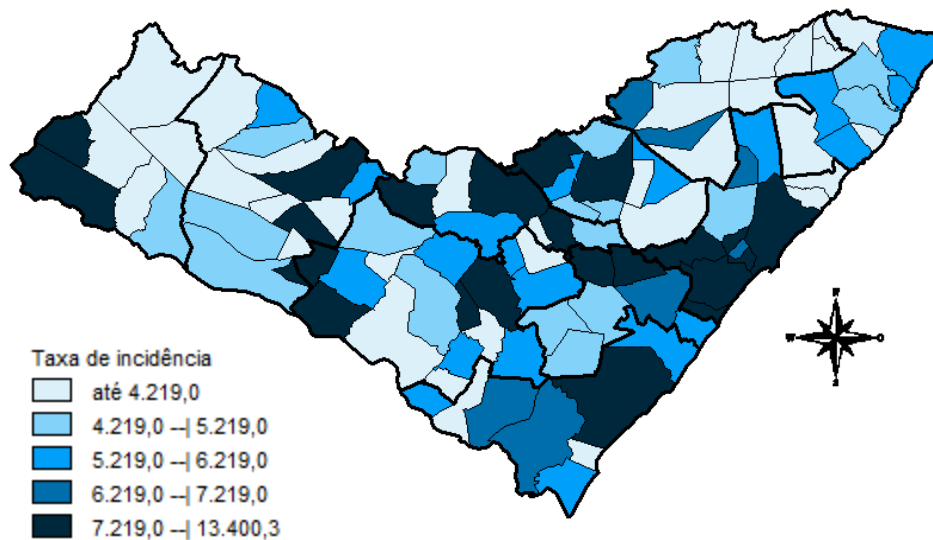 Taxa de incidência
até 4.219,0
4.219,0 --| 5.219,0
5.219,0 --| 6.219,0
6.219,0 --| 7.219,0
7.219,0 --| 13.400,3